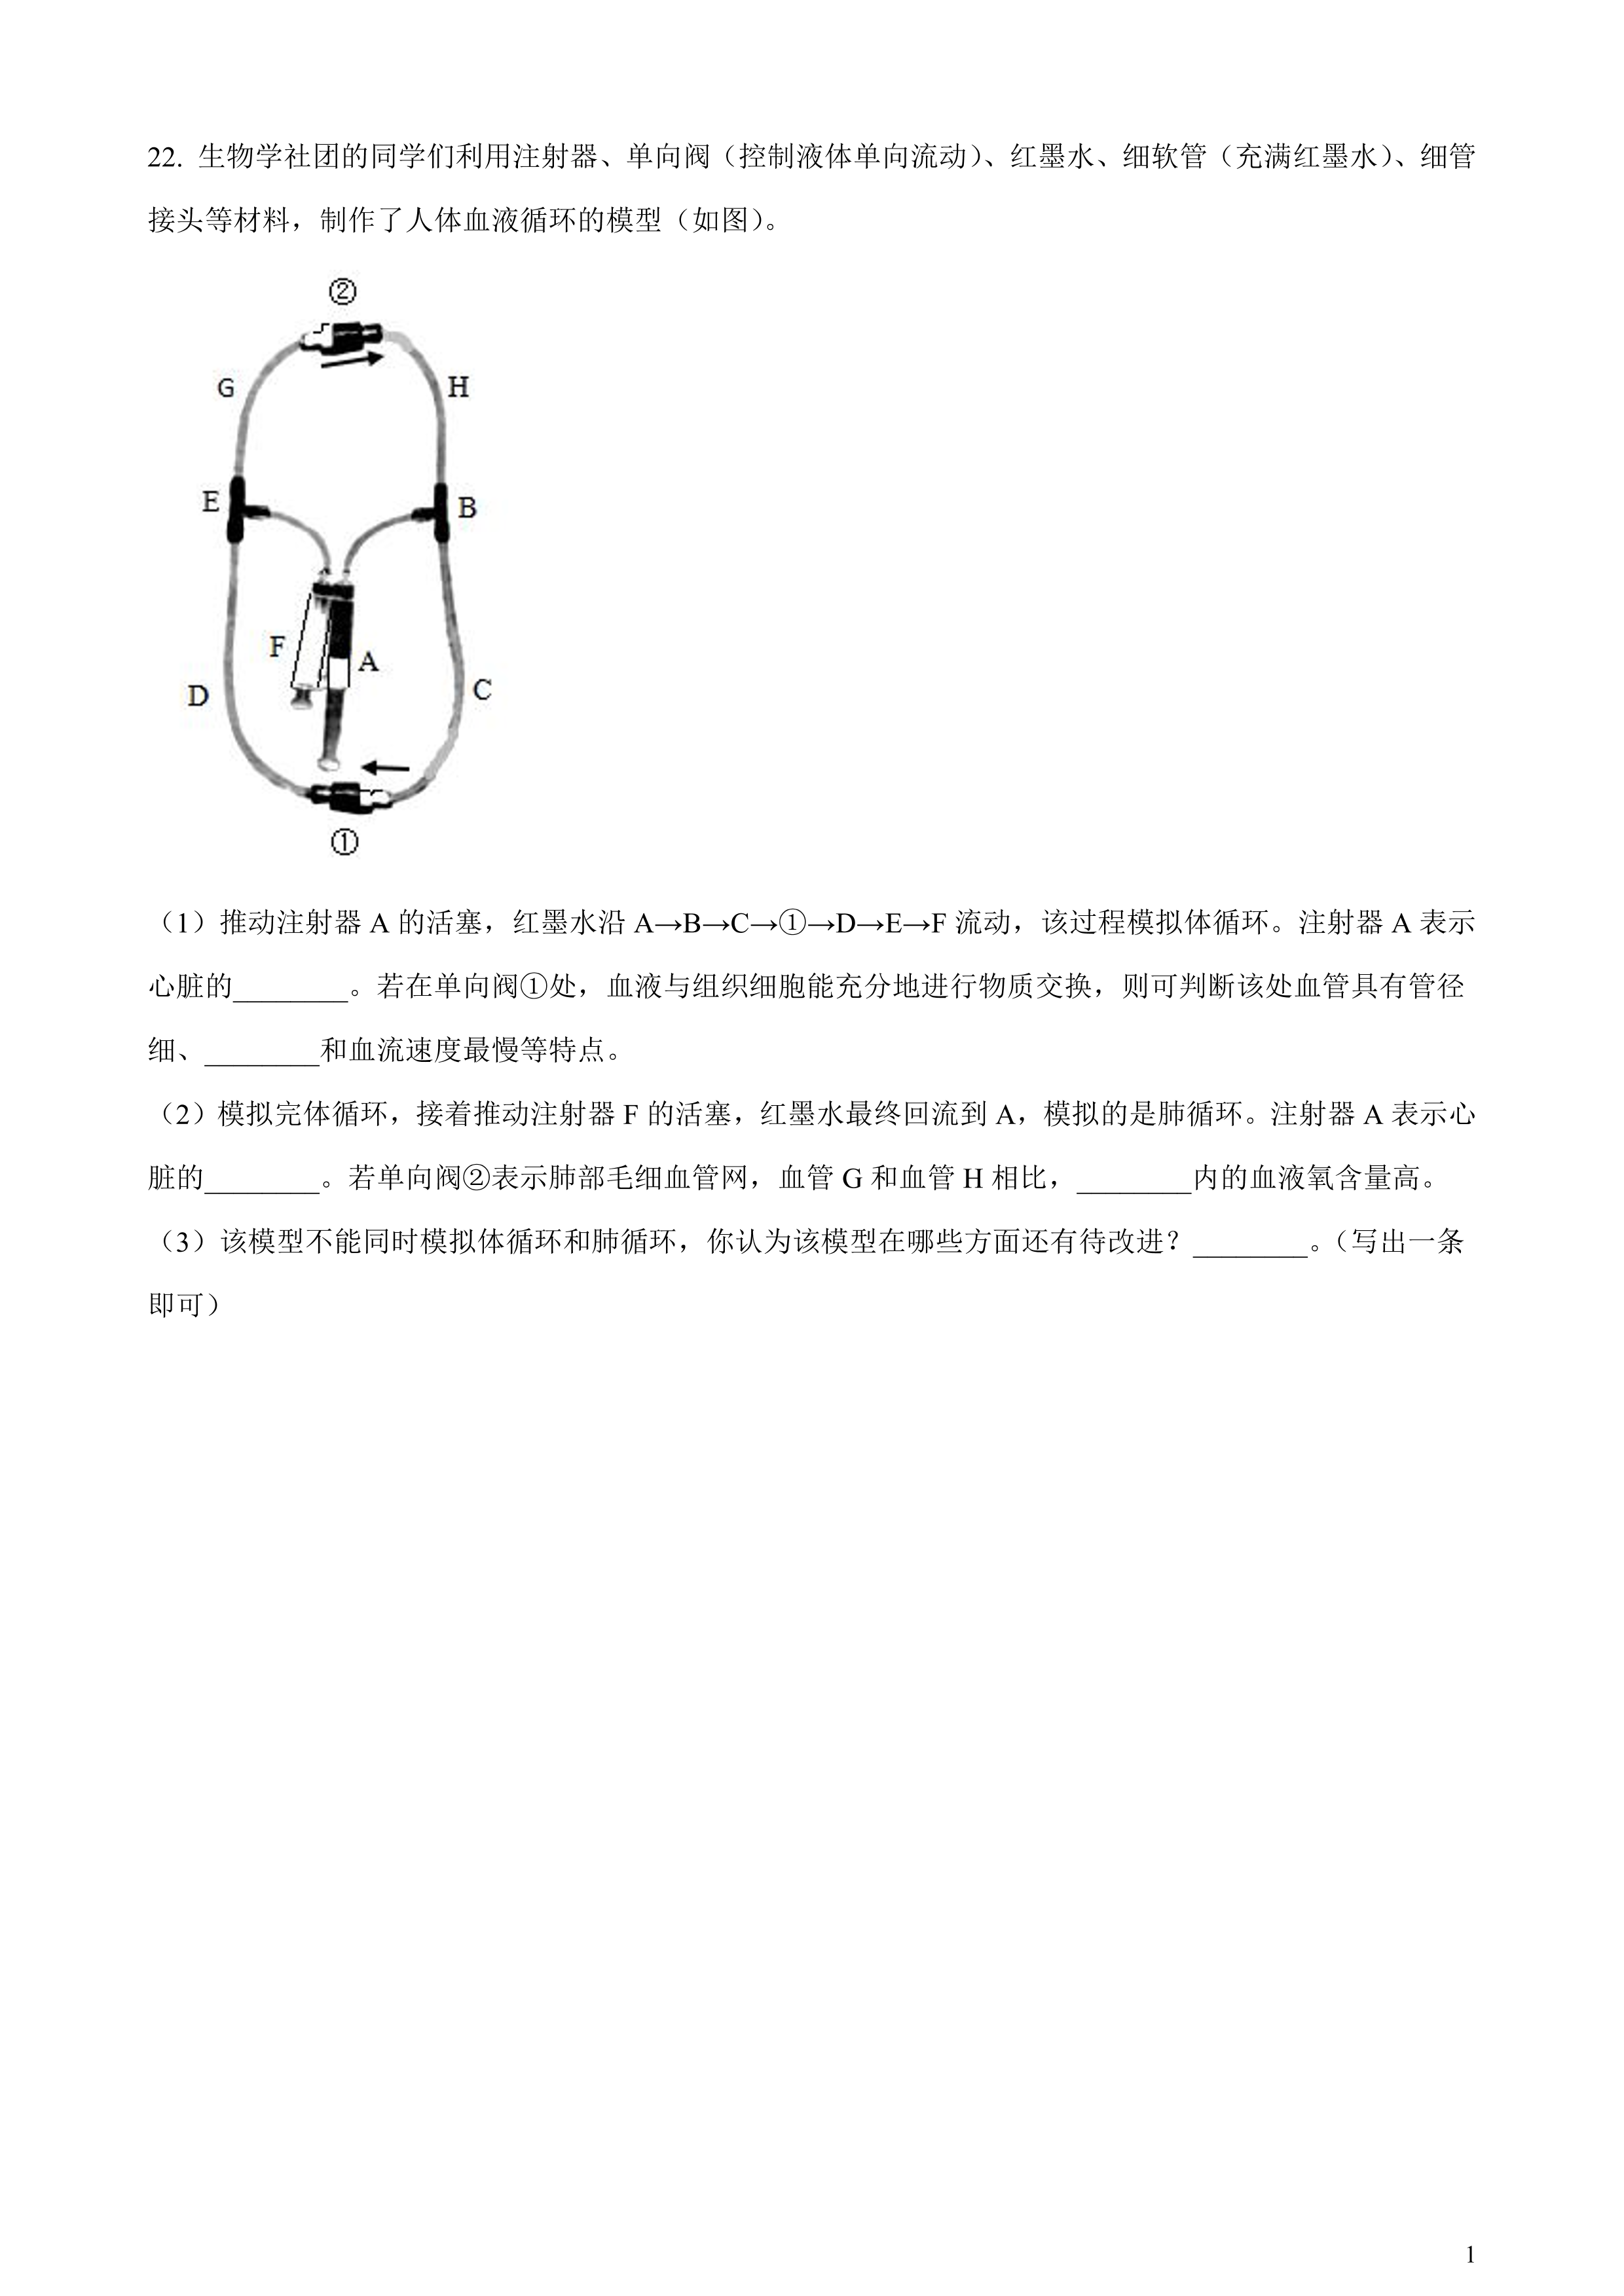 22. 生物学社团的同学们利用注射器、单向阀（控制液体单向流动）、红墨水、细软管（充满红墨水）、细管
接头等材料，制作了人体血液循环的模型（如图）。
②
G
H
E
B
F
A
D
C
①
（1）推动注射器 A 的活塞，红墨水沿 A→B→C→①→D→E→F 流动，该过程模拟体循环。注射器 A 表示
心脏的________。若在单向阀①处，血液与组织细胞能充分地进行物质交换，则可判断该处血管具有管径
细、________和血流速度最慢等特点。
（2）模拟完体循环，接着推动注射器 F 的活塞，红墨水最终回流到 A，模拟的是肺循环。注射器 A 表示心
脏的________。若单向阀②表示肺部毛细血管网，血管 G 和血管 H 相比，________内的血液氧含量高。
（3）该模型不能同时模拟体循环和肺循环，你认为该模型在哪些方面还有待改进？________。（写出一条
即可）
1